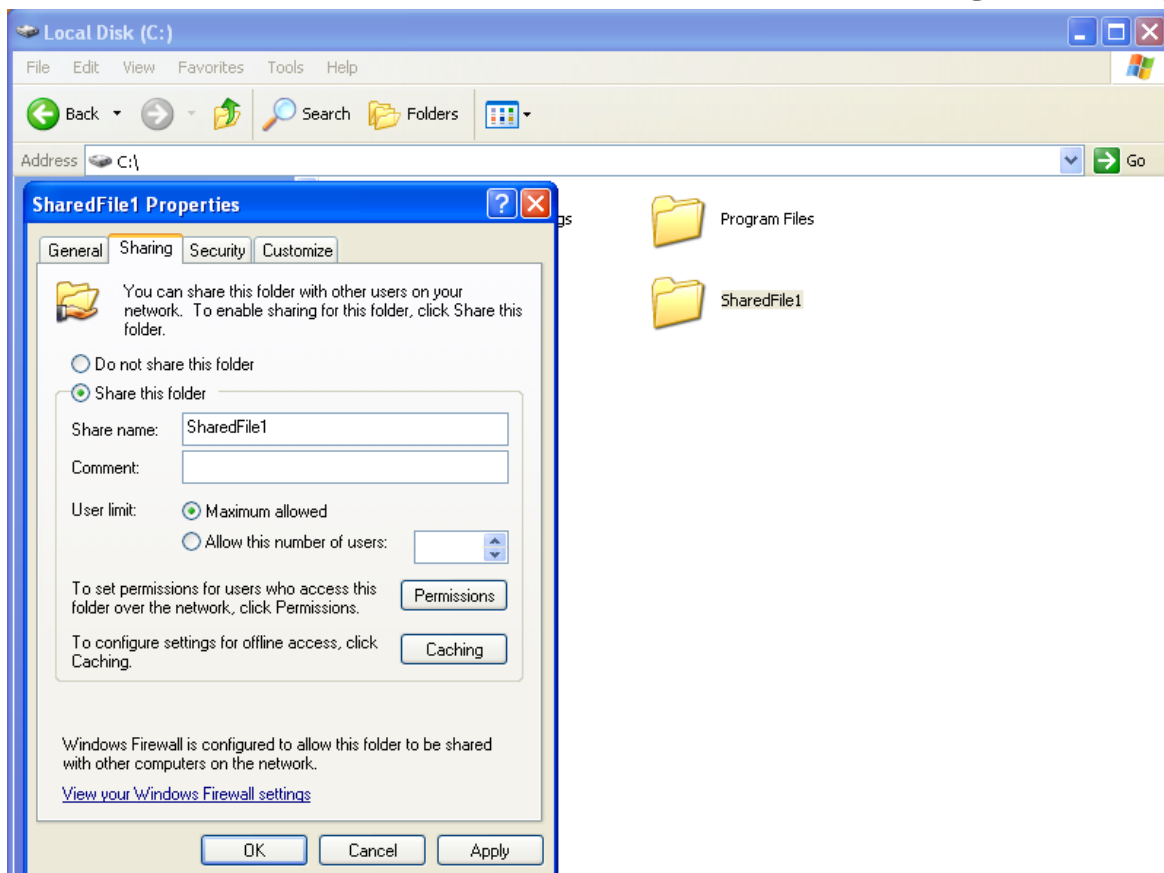 Local Disk (C:)
File Edit View Favorites Tools Help
Back Search Folders
Address C:\ Go
SharedFile1 Properties
gs
Program Files
General Sharing Security Customize
SharedFile1
You can share this folder with other users on your
network. To enable sharing for this folder, click Share this
folder.
Do not share this folder
Share this folder
Share name: SharedFile1
Comment:
User limit: Maximum allowed
Allow this number of users:
To set permissions for users who access this
folder over the network, click Permissions.
Permissions
To configure settings for offline access, click
Caching.
Caching
Windows Firewall is configured to allow this folder to be shared
with other computers on the network.
View your Windows Firewall settings
OK Cancel Apply